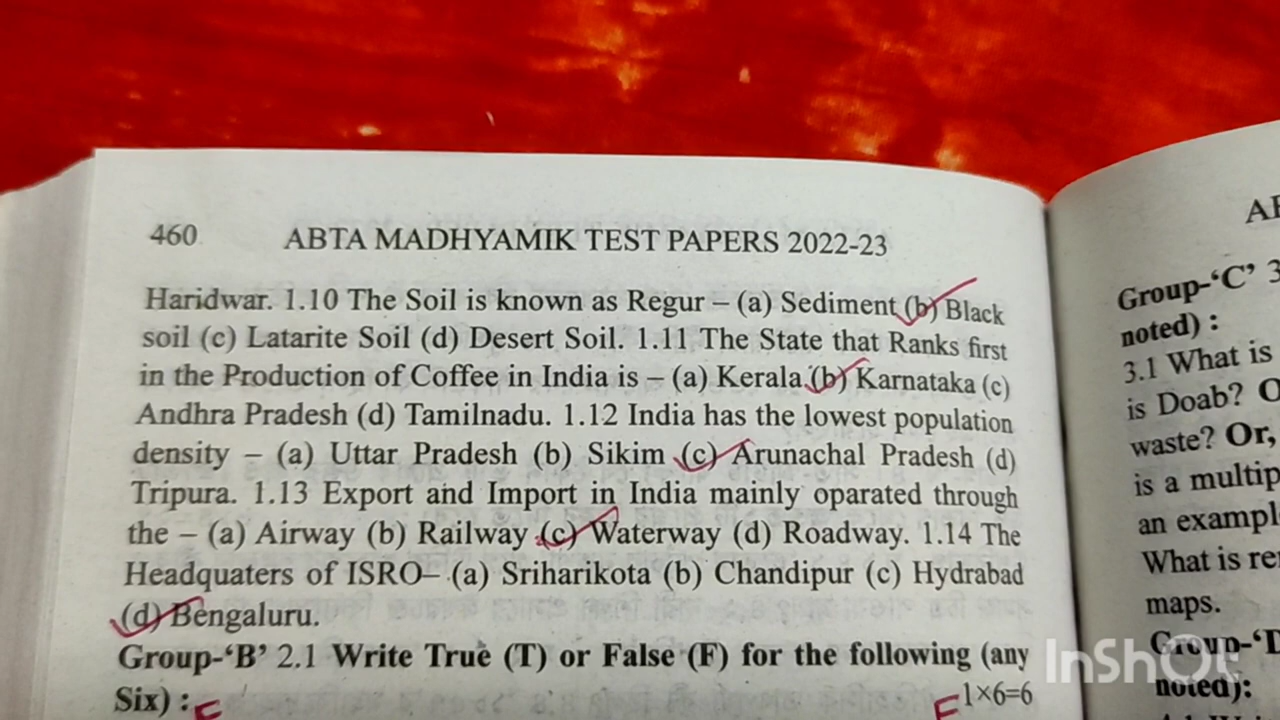 460 ABTA MADHYAMIK TEST PAPERS 2022-23
Haridwar. 1.10 The Soil is known as Regur – (a) Sediment (b) Black
soil (c) Latarite Soil (d) Desert Soil. 1.11 The State that Ranks first
in the Production of Coffee in India is – (a) Kerala (b) Karnataka (c)
Andhra Pradesh (d) Tamilnadu. 1.12 India has the lowest population
density – (a) Uttar Pradesh (b) Sikim (c) Arunachal Pradesh (d)
Tripura. 1.13 Export and Import in India mainly oparated through
the – (a) Airway (b) Railway (c) Waterway (d) Roadway. 1.14 The
Headquaters of ISRO– (a) Sriharikota (b) Chandipur (c) Hydrabad
(d) Bengaluru.
Group-‘B’ 2.1 Write True (T) or False (F) for the following (any
Six) : F F 1×6=6
Group-‘C’ 3
noted) :
3.1 What is
is Doab?
waste? Or,
is a multip
an exampl
What is re
maps.
noted):
InShOt